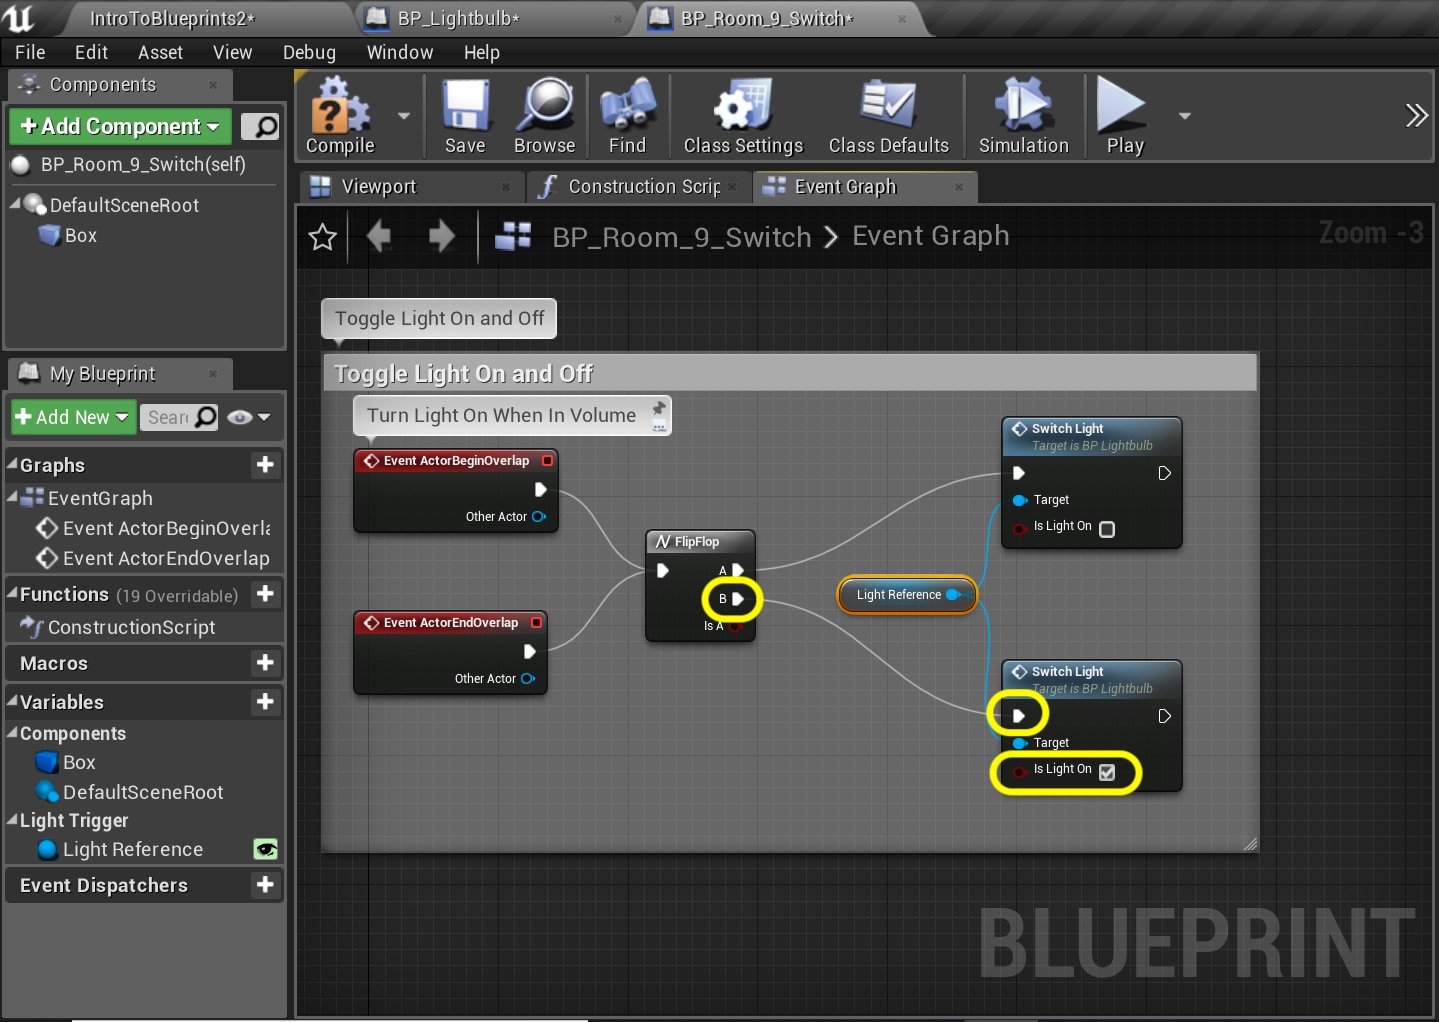 IntroToBlueprints2*
BP_Lightbulb*
BP_Room_9_Switch*
File Edit Asset View Debug Window Help
Components
+ Add Component
BP_Room_9_Switch(self)
DefaultSceneRoot
Box
Compile
Save
Browse
Find
Class Settings
Class Defaults
Simulation
Play
Viewport
Construction Scrip
Event Graph
BP_Room_9_Switch > Event Graph
Zoom -3
My Blueprint
+ Add New
Searc
Graphs
EventGraph
Event ActorBeginOverla
Event ActorEndOverlap
Functions (19 Overridable)
ConstructionScript
Macros
Variables
Components
Box
DefaultSceneRoot
Light Trigger
Light Reference
Event Dispatchers
Toggle Light On and Off
Toggle Light On and Off
Turn Light On When In Volume
Event ActorBeginOverlap
Other Actor
Event ActorEndOverlap
Other Actor
FlipFlop
A
B
Is A
Light Reference
Switch Light
Target is BP Lightbulb
Target
Is Light On
Switch Light
Target is BP Lightbulb
Target
Is Light On
BLUEPRINT